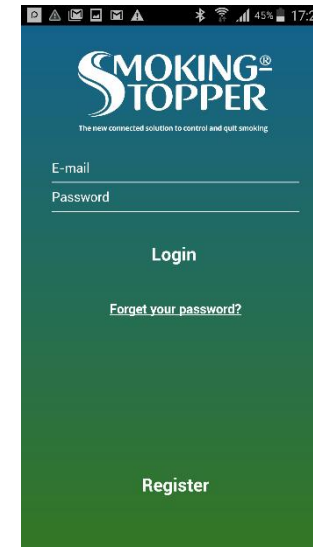 45% 17:2
SMOKING-®
STOPPER
The new connected solution to control and quit smoking
E-mail
Password
Login
Forget your password?
Register